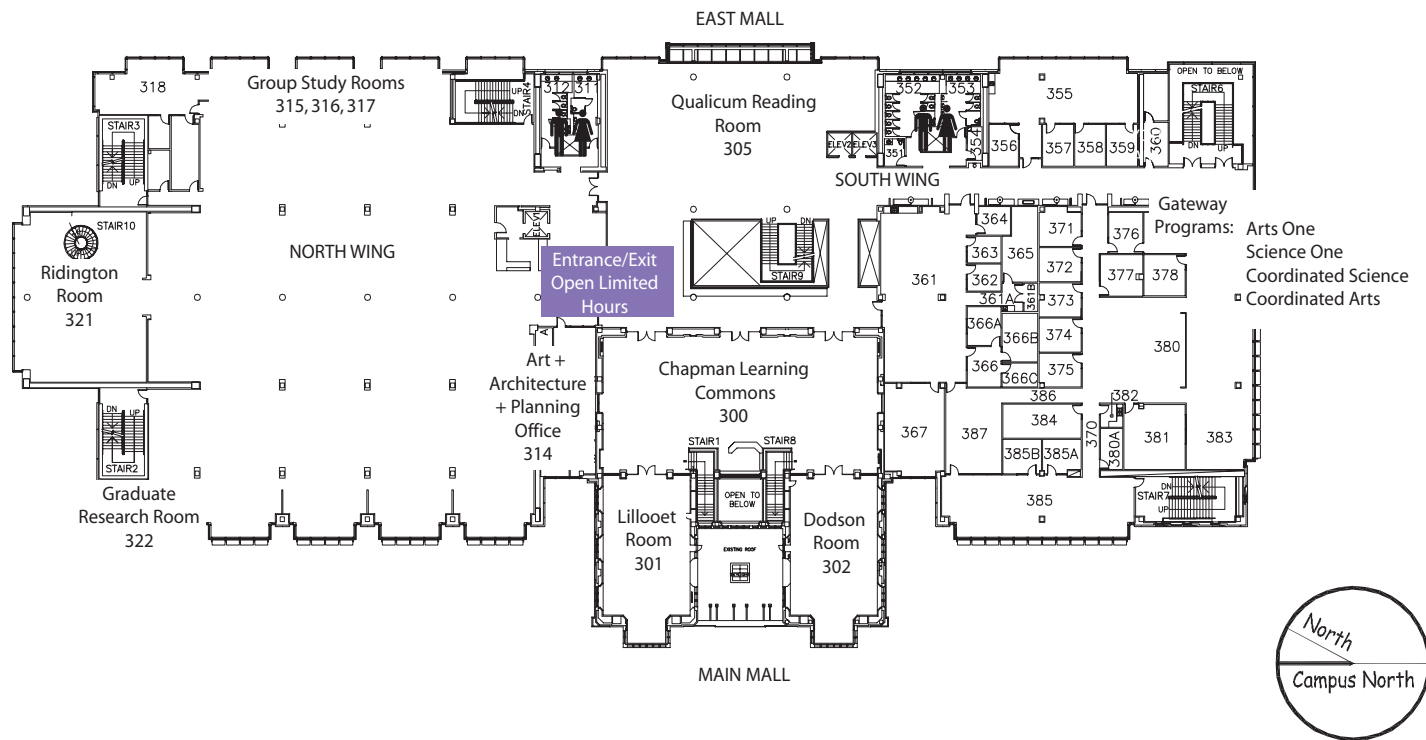 EAST MALL
318
Group Study Rooms
315, 316, 317
STAIR4
UP
DN
312
311
Qualicum Reading
Room
305
352
353
351
354
ELEV2
ELEV3
355
356
357
358
359
360
OPEN TO BELOW
STAIR6
DN
UP
STAIR3
DN
UP
SOUTH WING
STAIR10
Ridington
Room
321
NORTH WING
ELEV1
Entrance/Exit
Open Limited
Hours
UP
DN
STAIR9
361
364
363
362
365
361A
361B
366A
366B
366
366C
371
372
373
374
375
376
377
378
380
Gateway
Programs:
Arts One
Science One
Coordinated Science
Coordinated Arts
A
Art +
Architecture
+ Planning
Office
314
Chapman Learning
Commons
300
STAIR1
STAIR8
367
387
386
384
385B
385A
370
382
380A
381
383
DN
UP
STAIR2
Graduate
Research Room
322
OPEN TO
BELOW
Lillooet
Room
301
EXISTING ROOF
Dodson
Room
302
385
STAIR7
DN
UP
MAIN MALL
North
Campus North